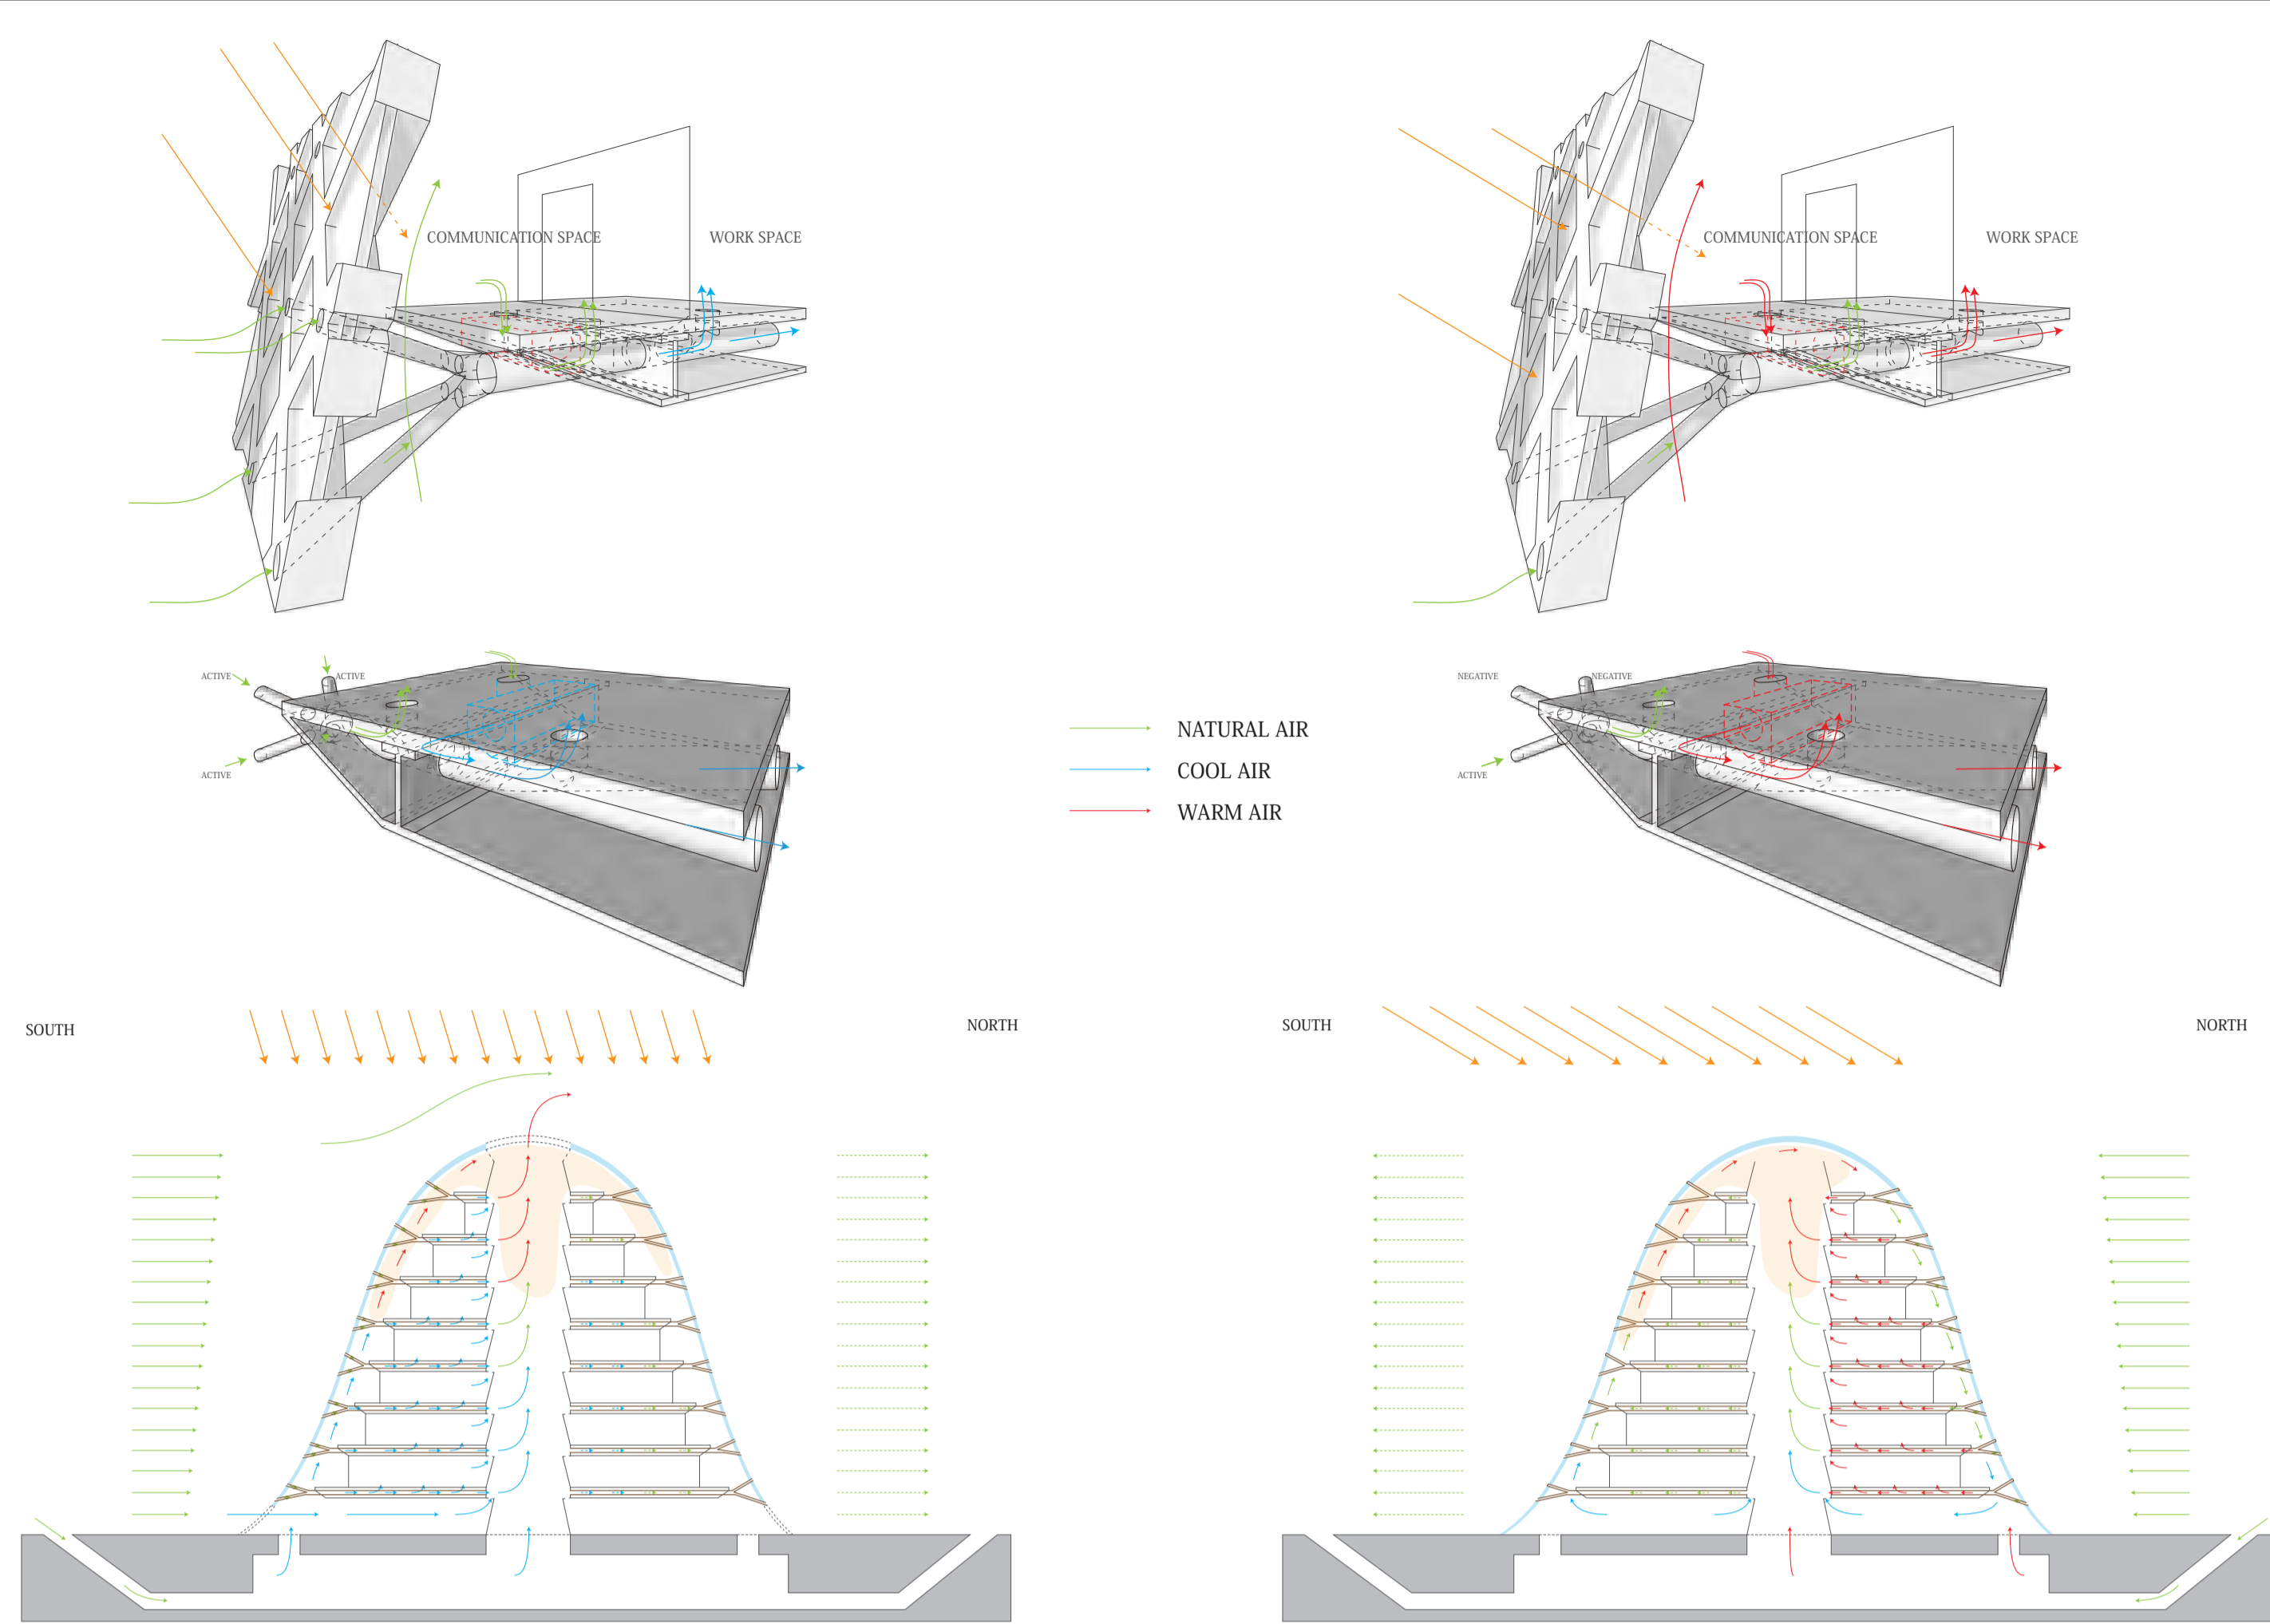 COMMUNICATION SPACE
WORK SPACE
COMMUNICATION SPACE
WORK SPACE
ACTIVE
ACTIVE
ACTIVE
NATURAL AIR
COOL AIR
WARM AIR
NEGATIVE
NEGATIVE
ACTIVE
SOUTH
NORTH
SOUTH
NORTH